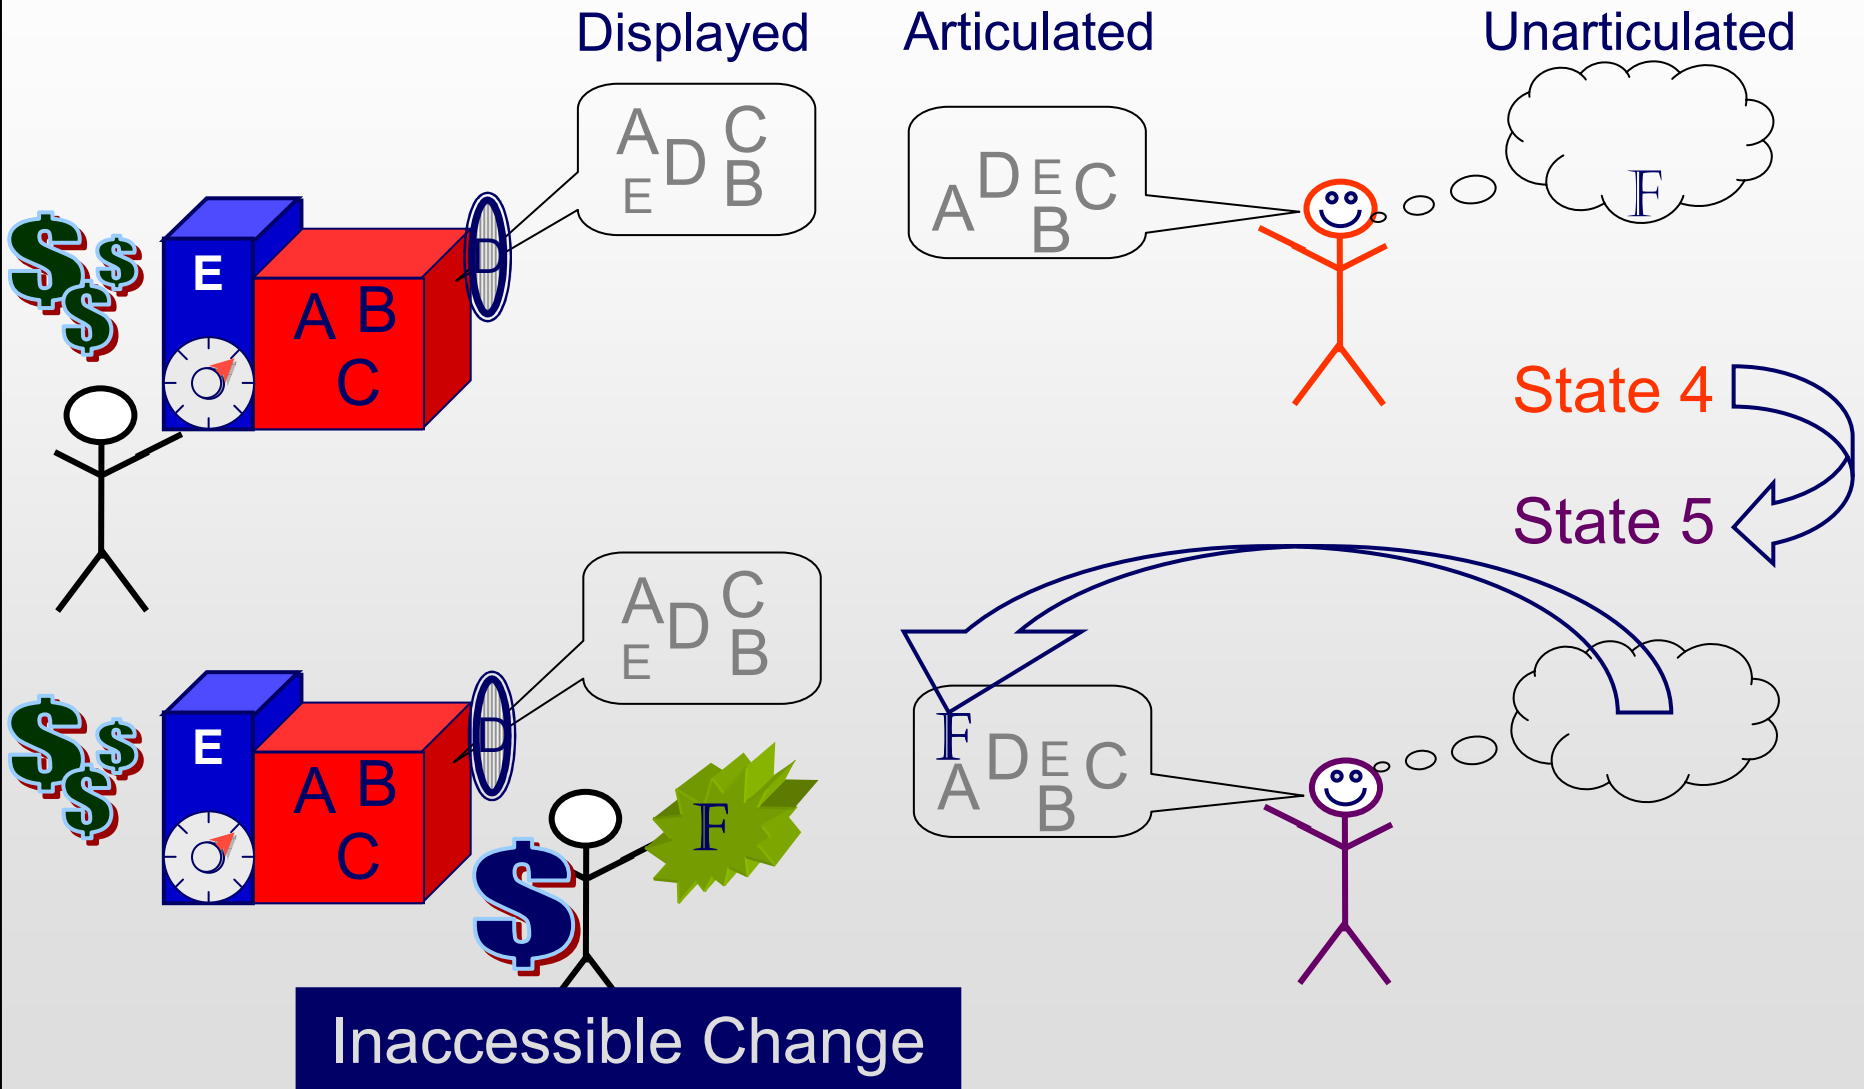 Displayed Articulated Unarticulated
A D C
E B
A D E C
B
F
$ $ $
E
D
A B
C
State 4
State 5
A D C
E B
F
A D E C
B
$ $ $
E
D
A B
C
$
F
Inaccessible Change